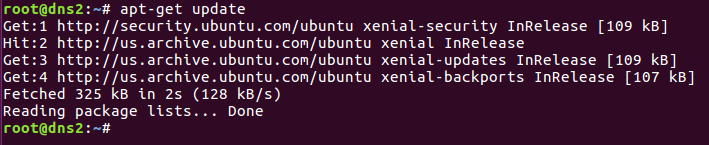 root@dns2:~# apt-get update
Get:1 http://security.ubuntu.com/ubuntu xenial-security InRelease [109 kB]
Hit:2 http://us.archive.ubuntu.com/ubuntu xenial InRelease
Get:3 http://us.archive.ubuntu.com/ubuntu xenial-updates InRelease [109 kB]
Get:4 http://us.archive.ubuntu.com/ubuntu xenial-backports InRelease [107 kB]
Fetched 325 kB in 2s (128 kB/s)
Reading package lists... Done
root@dns2:~#